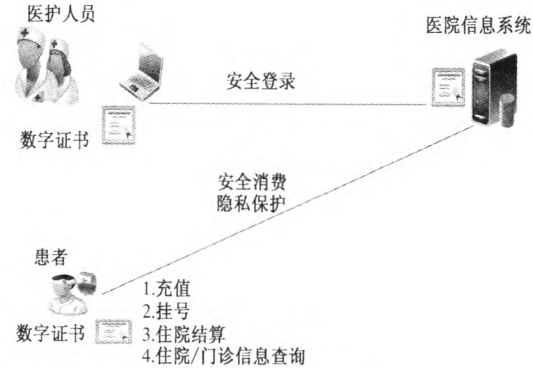 医护人员
医院信息系统
安全登录
数字证书
安全消费
隐私保护
患者
数字证书
1.充值
2.挂号
3.住院结算
4.住院/门诊信息查询